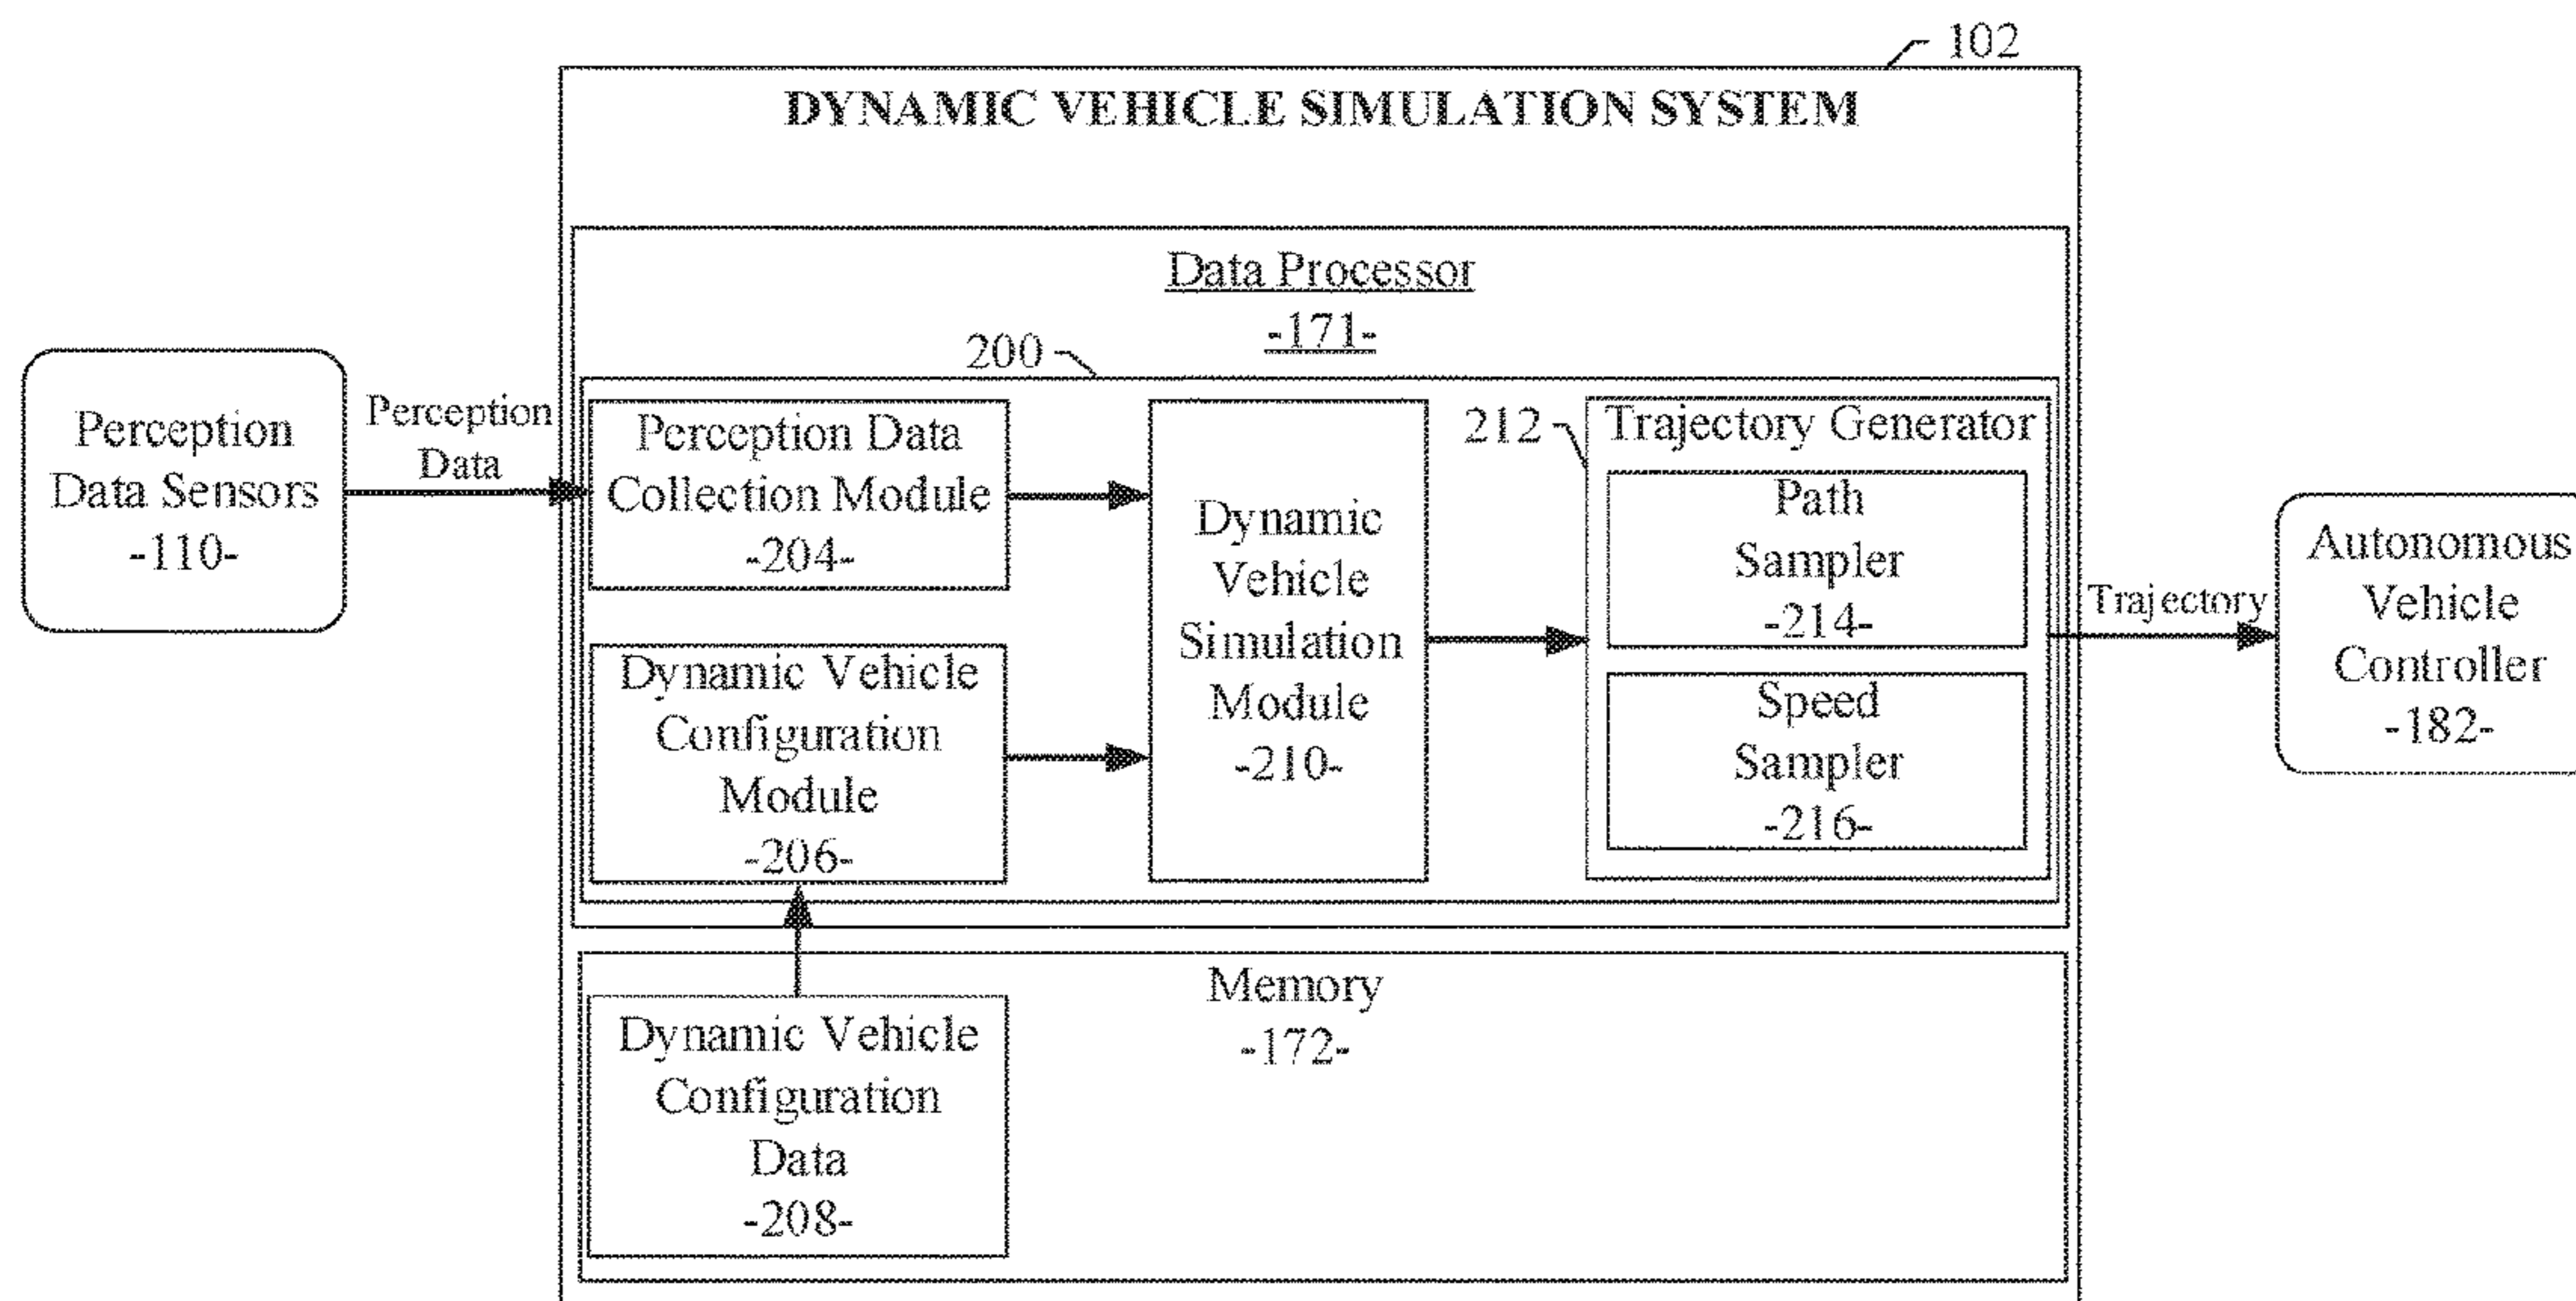 102
DYNAMIC VEHICLE SIMULATION SYSTEM
Data Processor
-171-
200
Perception
Data Sensors
-110-
Perception
Data
Perception Data
Collection Module
-204-
Dynamic Vehicle
Configuration
Module
-206-
Dynamic
Vehicle
Simulation
Module
-210-
212
Trajectory Generator
Path
Sampler
-214-
Speed
Sampler
-216-
Trajectory
Autonomous
Vehicle
Controller
-182-
Memory
-172-
Dynamic Vehicle
Configuration
Data
-208-